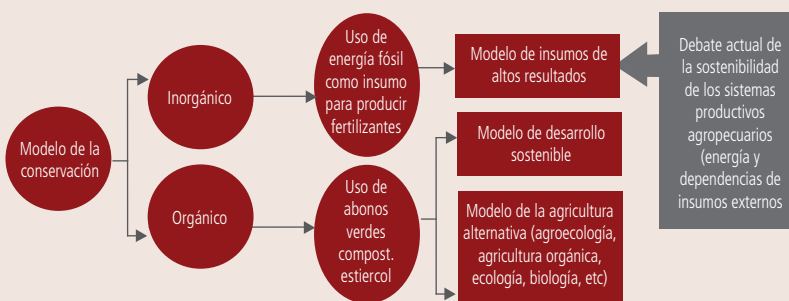 Modelo de la
conservación
Inorgánico
Orgánico
Uso de
energía fósil
como insumo
para producir
fertilizantes
Uso de
abonos
verdes
compost.
estiercol
Modelo de insumos de
altos resultados
Modelo de desarrollo
sostenible
Modelo de la agricultura
alternativa (agroecología,
agricultura orgánica,
ecología, biología, etc)
Debate actual de
la sostenibilidad
de los sistemas
productivos
agropecuarios
(energía y
dependencias de
insumos externos